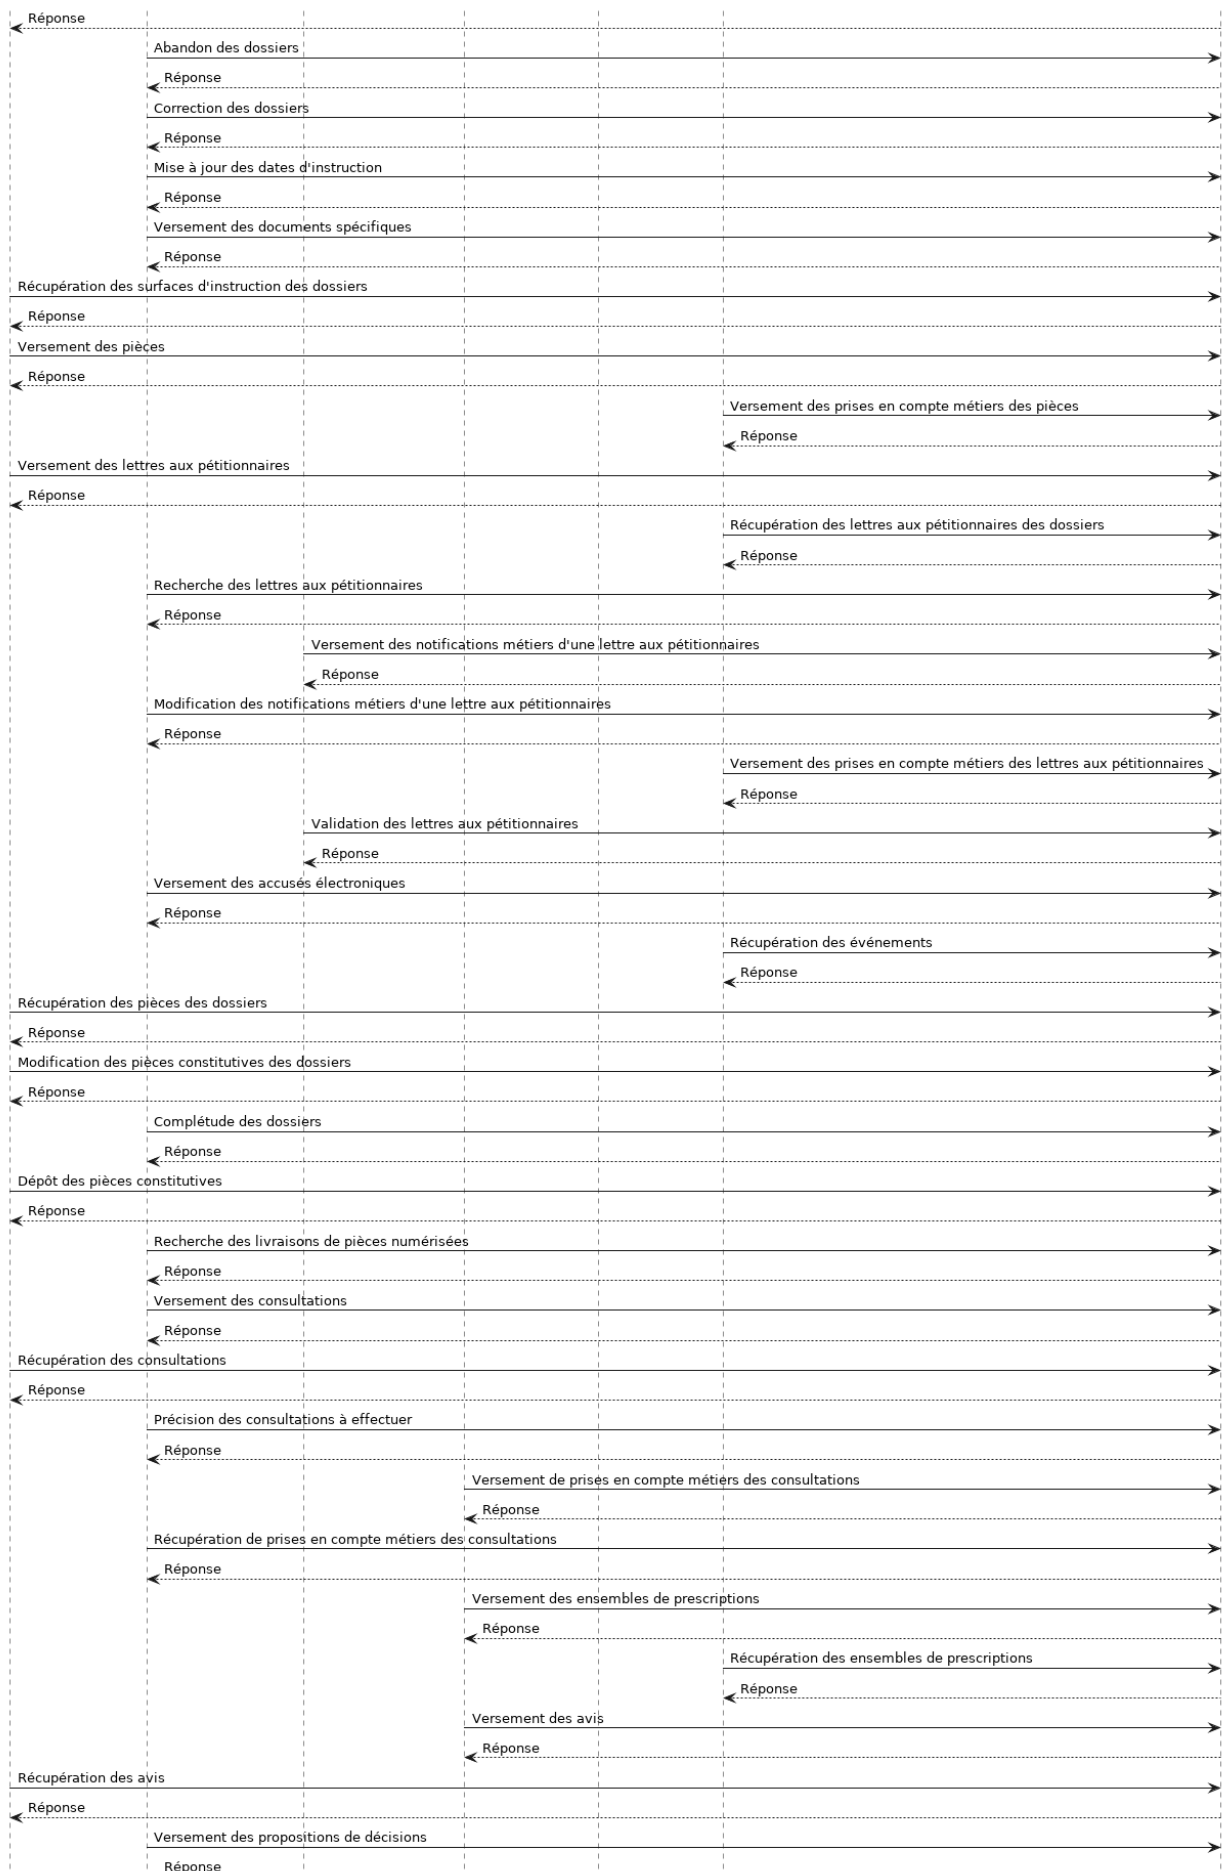 Réponse
Abandon des dossiers
Réponse
Correction des dossiers
Réponse
Mise à jour des dates d'instruction
Réponse
Versement des documents spécifiques
Réponse
Récupération des surfaces d'instruction des dossiers
Réponse
Versement des pièces
Réponse
Versement des prises en compte métiers des pièces
Réponse
Versement des lettres aux pétitionnaires
Réponse
Récupération des lettres aux pétitionnaires des dossiers
Réponse
Recherche des lettres aux pétitionnaires
Réponse
Versement des notifications métiers d'une lettre aux pétitionnaires
Réponse
Modification des notifications métiers d'une lettre aux pétitionnaires
Réponse
Versement des prises en compte métiers des lettres aux pétitionnaires
Réponse
Validation des lettres aux pétitionnaires
Réponse
Versement des accusés électroniques
Réponse
Récupération des événements
Réponse
Récupération des pièces des dossiers
Réponse
Modification des pièces constitutives des dossiers
Réponse
Complétude des dossiers
Réponse
Dépôt des pièces constitutives
Réponse
Recherche des livraisons de pièces numérisées
Réponse
Versement des consultations
Réponse
Récupération des consultations
Réponse
Précision des consultations à effectuer
Réponse
Versement de prises en compte métiers des consultations
Réponse
Récupération de prises en compte métiers des consultations
Réponse
Versement des ensembles de prescriptions
Réponse
Récupération des ensembles de prescriptions
Réponse
Versement des avis
Réponse
Récupération des avis
Réponse
Versement des propositions de décisions
Réponse